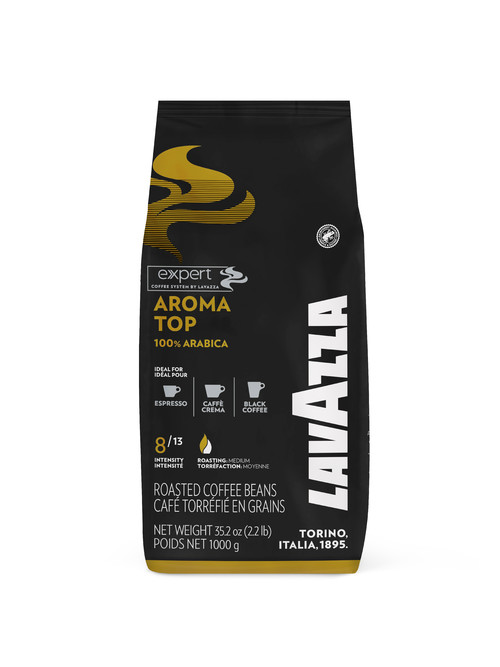 expert
COFFEE SYSTEM BY LAVAZZA
AROMA
TOP
100% ARABICA
IDEAL FOR
IDÉAL POUR
ESPRESSO
CAFFÈ
CREMA
BLACK
COFFEE
8/13
INTENSITY
INTENSITÉ
ROASTING: MEDIUM
TORRÉFACTION: MOYENNE
ROASTED COFFEE BEANS
CAFÉ TORRÉFIÉ EN GRAINS
NET WEIGHT 35.2 oz (2.2 lb)
POIDS NET 1000 g
LAVAZZA
TORINO,
ITALIA, 1895.